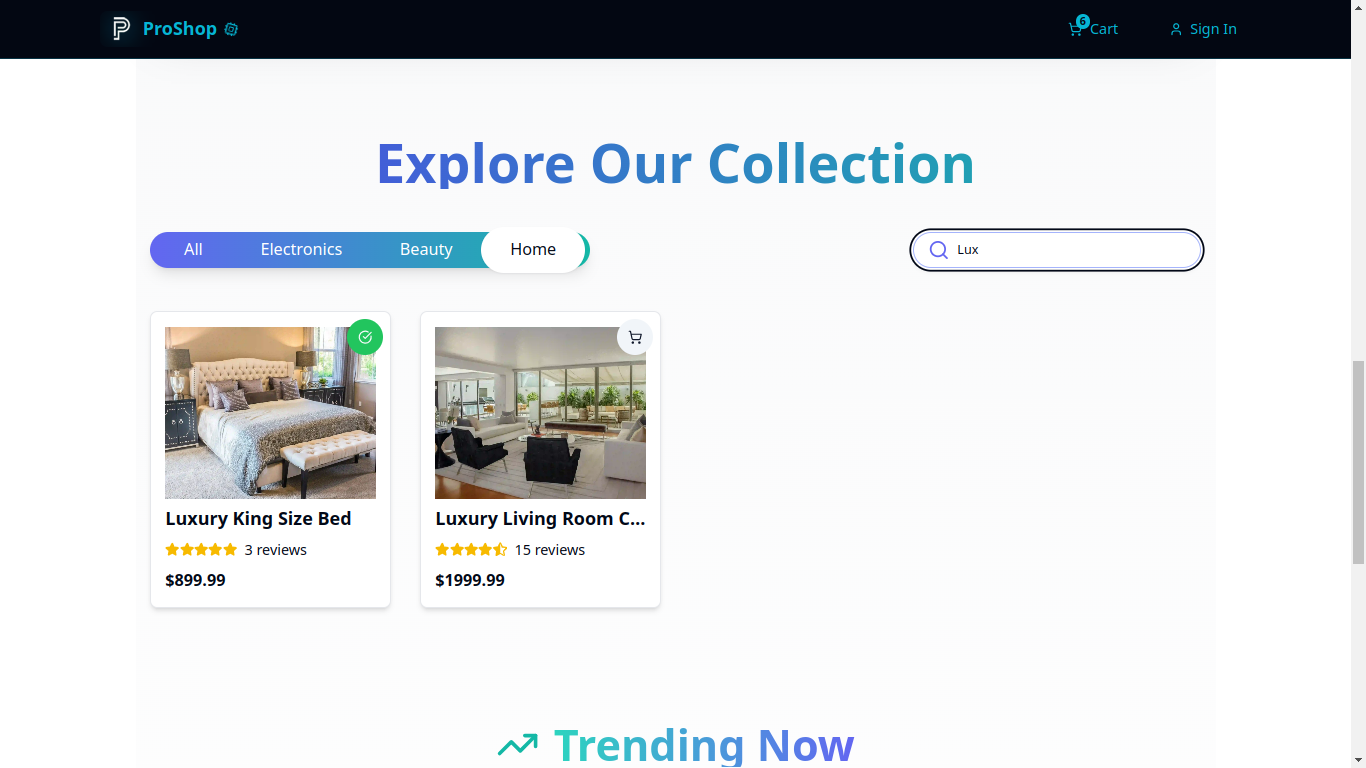 ProShop
6
Cart
Sign In
Explore Our Collection
All
Electronics
Beauty
Home
Lux
Luxury King Size Bed
3 reviews
$899.99
Luxury Living Room C...
15 reviews
$1999.99
Trending Now